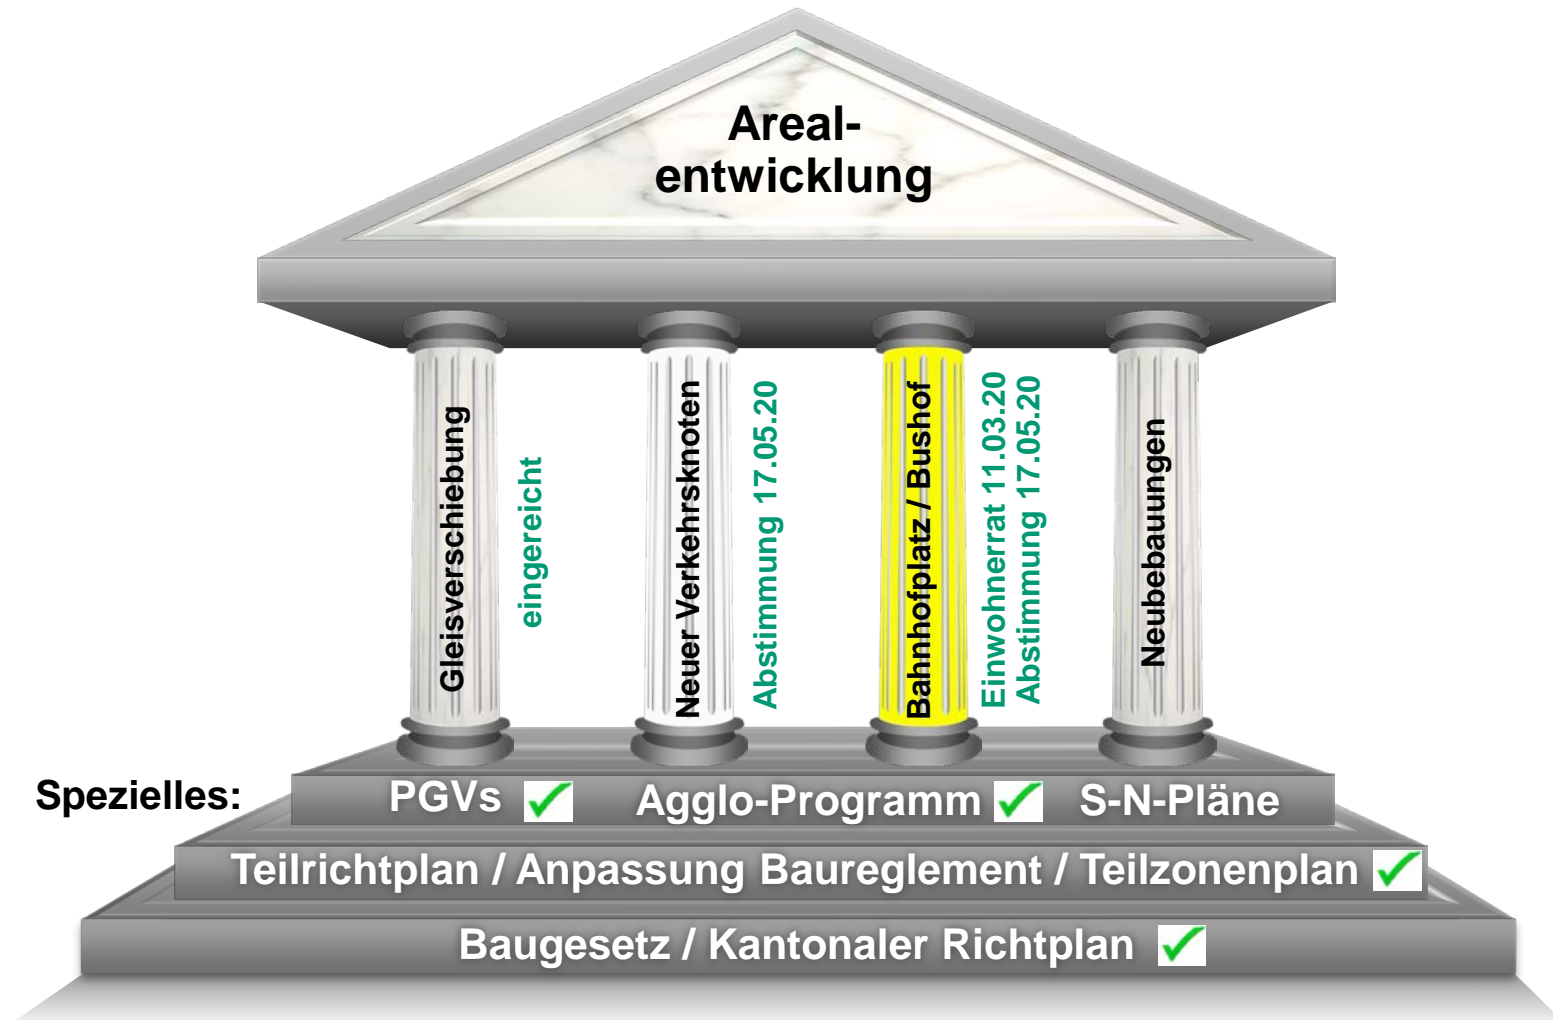 Areal-
entwicklung
Gleisverschiebung
eingereicht
Neuer Verkehrsknoten
Abstimmung 17.05.20
Bahnhofplatz / Bushof
Einwohnerrat 11.03.20
Abstimmung 17.05.20
Neubebauungen
Spezielles:
PGVs
Agglo-Programm
S-N-Pläne
Teilrichtplan / Anpassung Baureglement / Teilzonenplan
Baugesetz / Kantonaler Richtplan